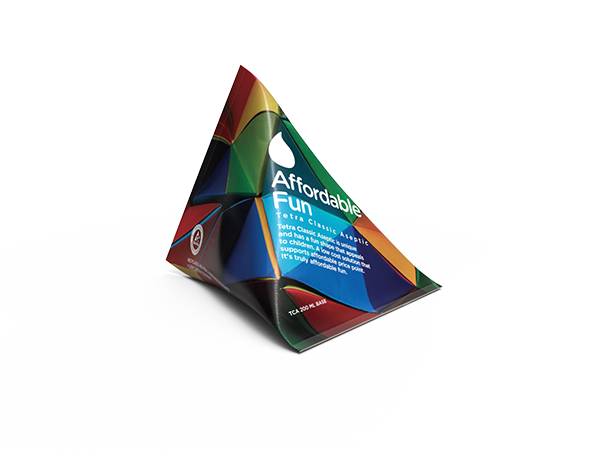 Affordable
Fun
Tetra Classic Aseptic
Tetra Classic Aseptic is unique
and has a fun shape that appeals
to children. A low cost solution that
supports affordable price point.
It's truly affordable fun.
TCA 200 ML BASE